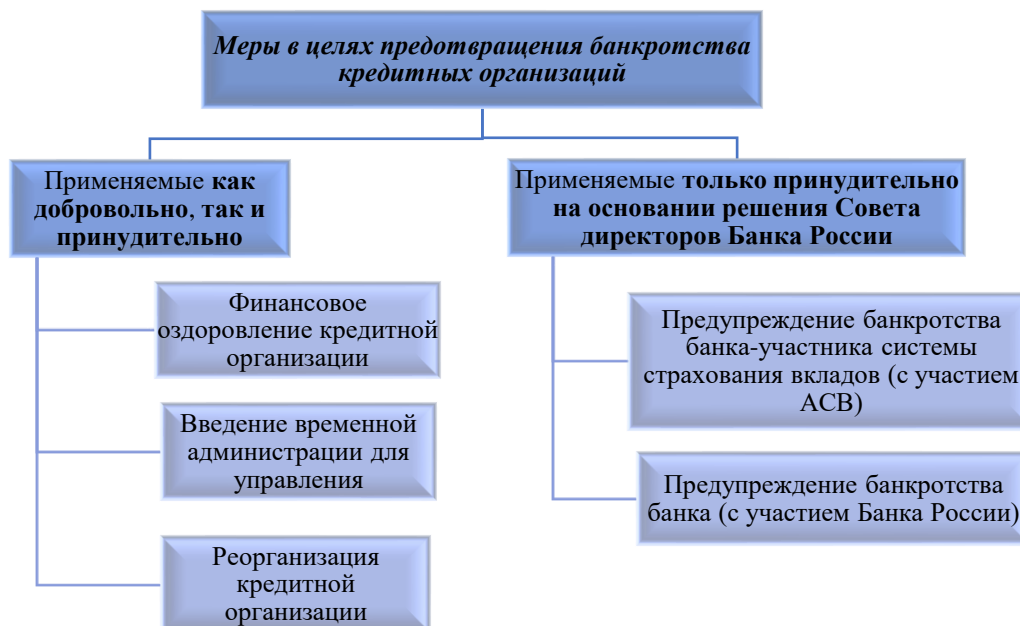 Меры в целях предотвращения банкротства
кредитных организаций
Применяемые как
добровольно, так и
принудительно
Финансовое
оздоровление кредитной
организации
Введение временной
администрации для
управления
Реорганизация
кредитной
организации
Применяемые только принудительно
на основании решения Совета
директоров Банка России
Предупреждение банкротства
банка-участника системы
страхования вкладов (с участием
АСВ)
Предупреждение банкротства
банка (с участием Банка России)